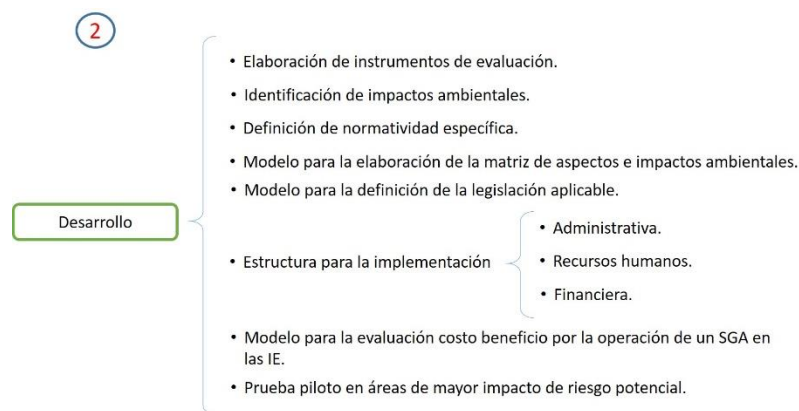 2
• Elaboración de instrumentos de evaluación.
• Identificación de impactos ambientales.
• Definición de normatividad específica.
• Modelo para la elaboración de la matriz de aspectos e impactos ambientales.
• Modelo para la definición de la legislación aplicable.
Desarrollo
• Estructura para la implementación
• Administrativa.
• Recursos humanos.
• Financiera.
• Modelo para la evaluación costo beneficio por la operación de un SGA en
las IE.
• Prueba piloto en áreas de mayor impacto de riesgo potencial.